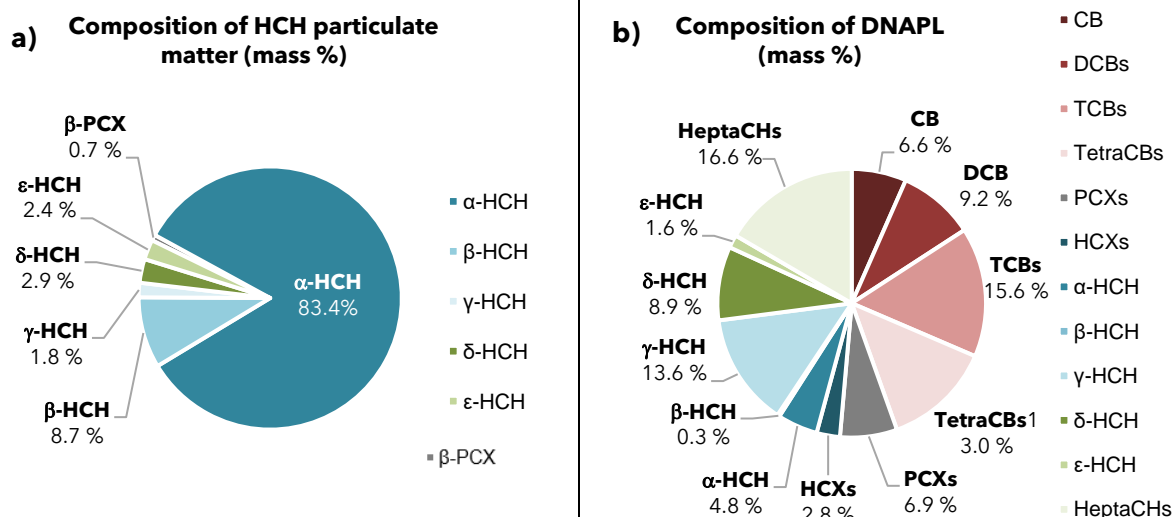 a)
Composition of HCH particulate
matter (mass %)
β-PCX
0.7 %
ε-HCH
2.4 %
δ-HCH
2.9 %
γ-HCH
1.8 %
β-HCH
8.7 %
α-HCH
83.4%
α-HCH
β-HCH
γ-HCH
δ-HCH
ε-HCH
β-PCX
b)
Composition of DNAPL
(mass %)
CB
6.6 %
DCB
9.2 %
TCBs
15.6 %
TetraCBs1
3.0 %
PCXs
6.9 %
HCXs
2.8 %
α-HCH
4.8 %
β-HCH
0.3 %
γ-HCH
13.6 %
δ-HCH
8.9 %
ε-HCH
1.6 %
HeptaCHs
16.6 %
CB
DCBs
TCBs
TetraCBs
PCXs
HCXs
α-HCH
β-HCH
γ-HCH
δ-HCH
ε-HCH
HeptaCHs